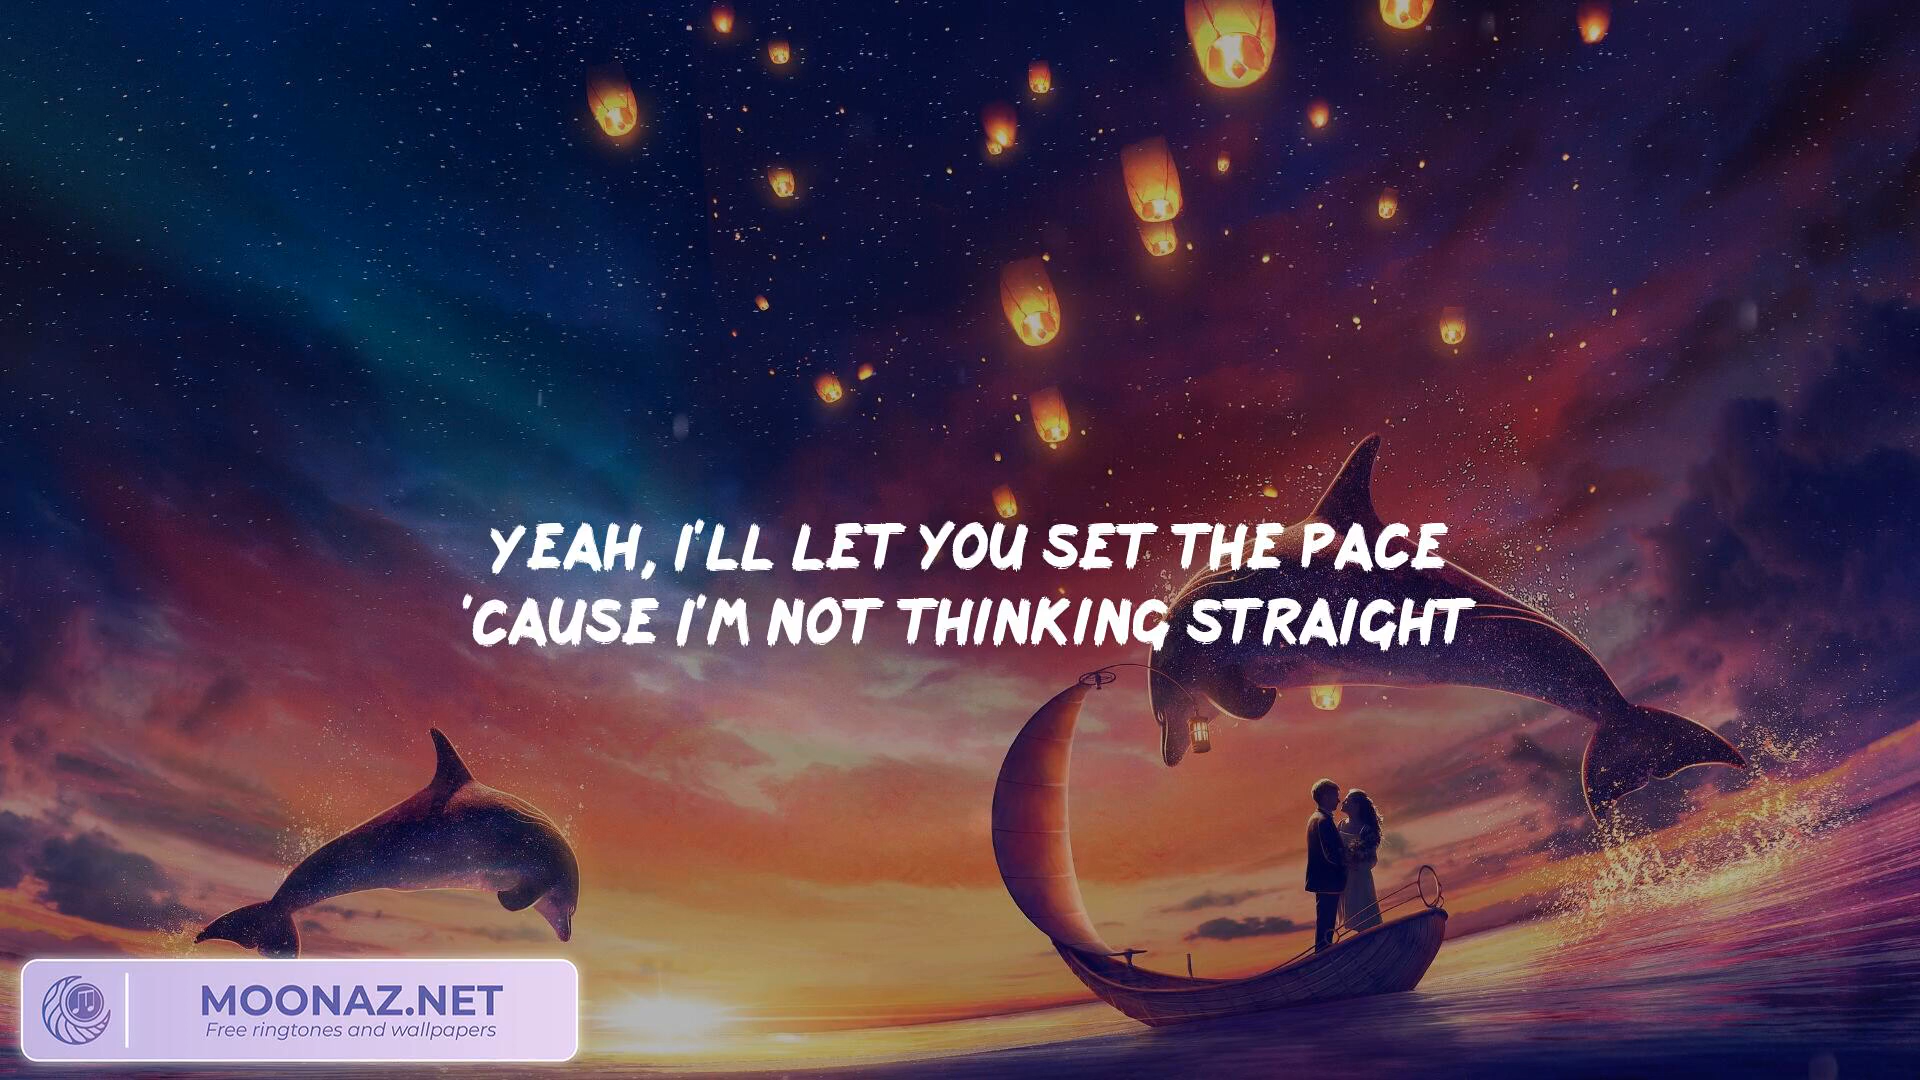 YEAH, I'LL LET YOU SET THE PACE
'CAUSE I'M NOT THINKING STRAIGHT
MOONAZ.NET
Free ringtones and wallpapers